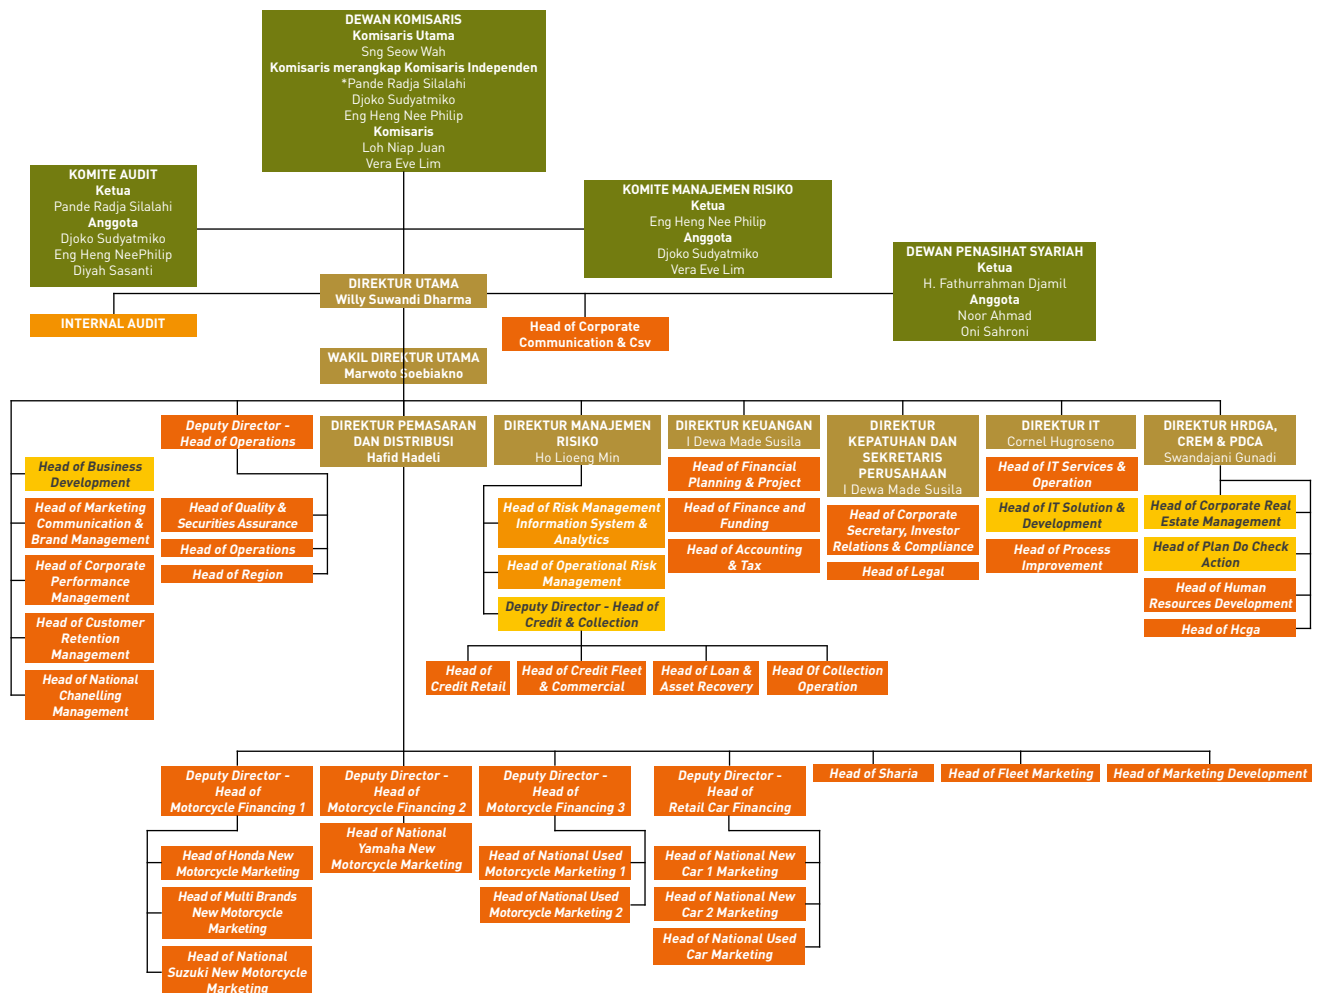 DEWAN KOMISARIS
Komisaris Utama
Sng Seow Wah
Komisaris merangkap Komisaris Independen
*Pande Radja Silalahi
Djoko Sudyatmiko
Eng Heng Nee Philip
Komisaris
Loh Niap Juan
Vera Eve Lim
KOMITE AUDIT
Ketua
Pande Radja Silalahi
Anggota
Djoko Sudyatmiko
Eng Heng NeePhilip
Diyah Sasanti
KOMITE MANAJEMEN RISIKO
Ketua
Eng Heng Nee Philip
Anggota
Djoko Sudyatmiko
Vera Eve Lim
DEWAN PENASIHAT SYARIAH
Ketua
H. Fathurrahman Djamil
Anggota
Noor Ahmad
Oni Sahroni
DIREKTUR UTAMA
Willy Suwandi Dharma
INTERNAL AUDIT
Head of Corporate
Communication & Csv
WAKIL DIREKTUR UTAMA
Marwoto Soebiakno
Head of Business
Development
Head of Marketing
Communication &
Brand Management
Head of Corporate
Performance
Management
Head of Customer
Retention
Management
Head of National
Chanelling
Management
Deputy Director -
Head of Operations
Head of Quality &
Securities Assurance
Head of Operations
Head of Region
DIREKTUR PEMASARAN
DAN DISTRIBUSI
Hafid Hadeli
DIREKTUR MANAJEMEN
RISIKO
Ho Lioeng Min
Head of Risk Management
Information System &
Analytics
Head of Operational Risk
Management
Deputy Director - Head of
Credit & Collection
Head of
Credit Retail
Head of Credit Fleet
& Commercial
Head of Loan &
Asset Recovery
Head Of Collection
Operation
DIREKTUR KEUANGAN
I Dewa Made Susila
Head of Financial
Planning & Project
Head of Finance and
Funding
Head of Accounting
& Tax
DIREKTUR
KEPATUHAN DAN
SEKRETARIS
PERUSAHAAN
I Dewa Made Susila
Head of Corporate
Secretary, Investor
Relations & Compliance
Head of Legal
DIREKTUR IT
Cornel Hugroseno
Head of IT Services &
Operation
Head of IT Solution &
Development
Head of Process
Improvement
DIREKTUR HRDGA,
CREM & PDCA
Swandajani Gunadi
Head of Corporate Real
Estate Management
Head of Plan Do Check
Action
Head of Human
Resources Development
Head of Hcga
Deputy Director -
Head of
Motorcycle Financing 1
Head of Honda New
Motorcycle Marketing
Head of Multi Brands
New Motorcycle
Marketing
Head of National
Suzuki New Motorcycle
Marketing
Deputy Director -
Head of
Motorcycle Financing 2
Head of National
Yamaha New
Motorcycle Marketing
Deputy Director -
Head of
Motorcycle Financing 3
Head of National Used
Motorcycle Marketing 1
Head of National Used
Motorcycle Marketing 2
Deputy Director -
Head of
Retail Car Financing
Head of National New
Car 1 Marketing
Head of National New
Car 2 Marketing
Head of National Used
Car Marketing
Head of Sharia
Head of Fleet Marketing
Head of Marketing Development